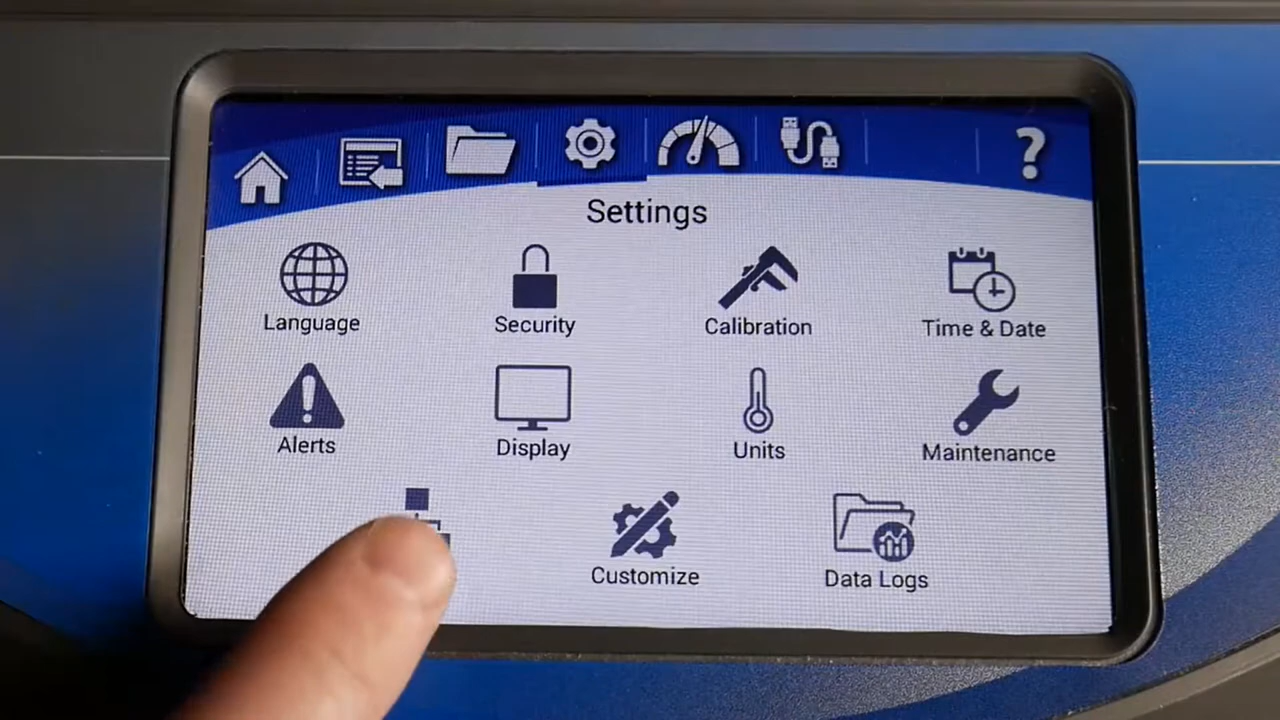 ?
Settings
Language
Security
Calibration
Time & Date
Alerts
Display
Units
Maintenance
Customize
Data Logs